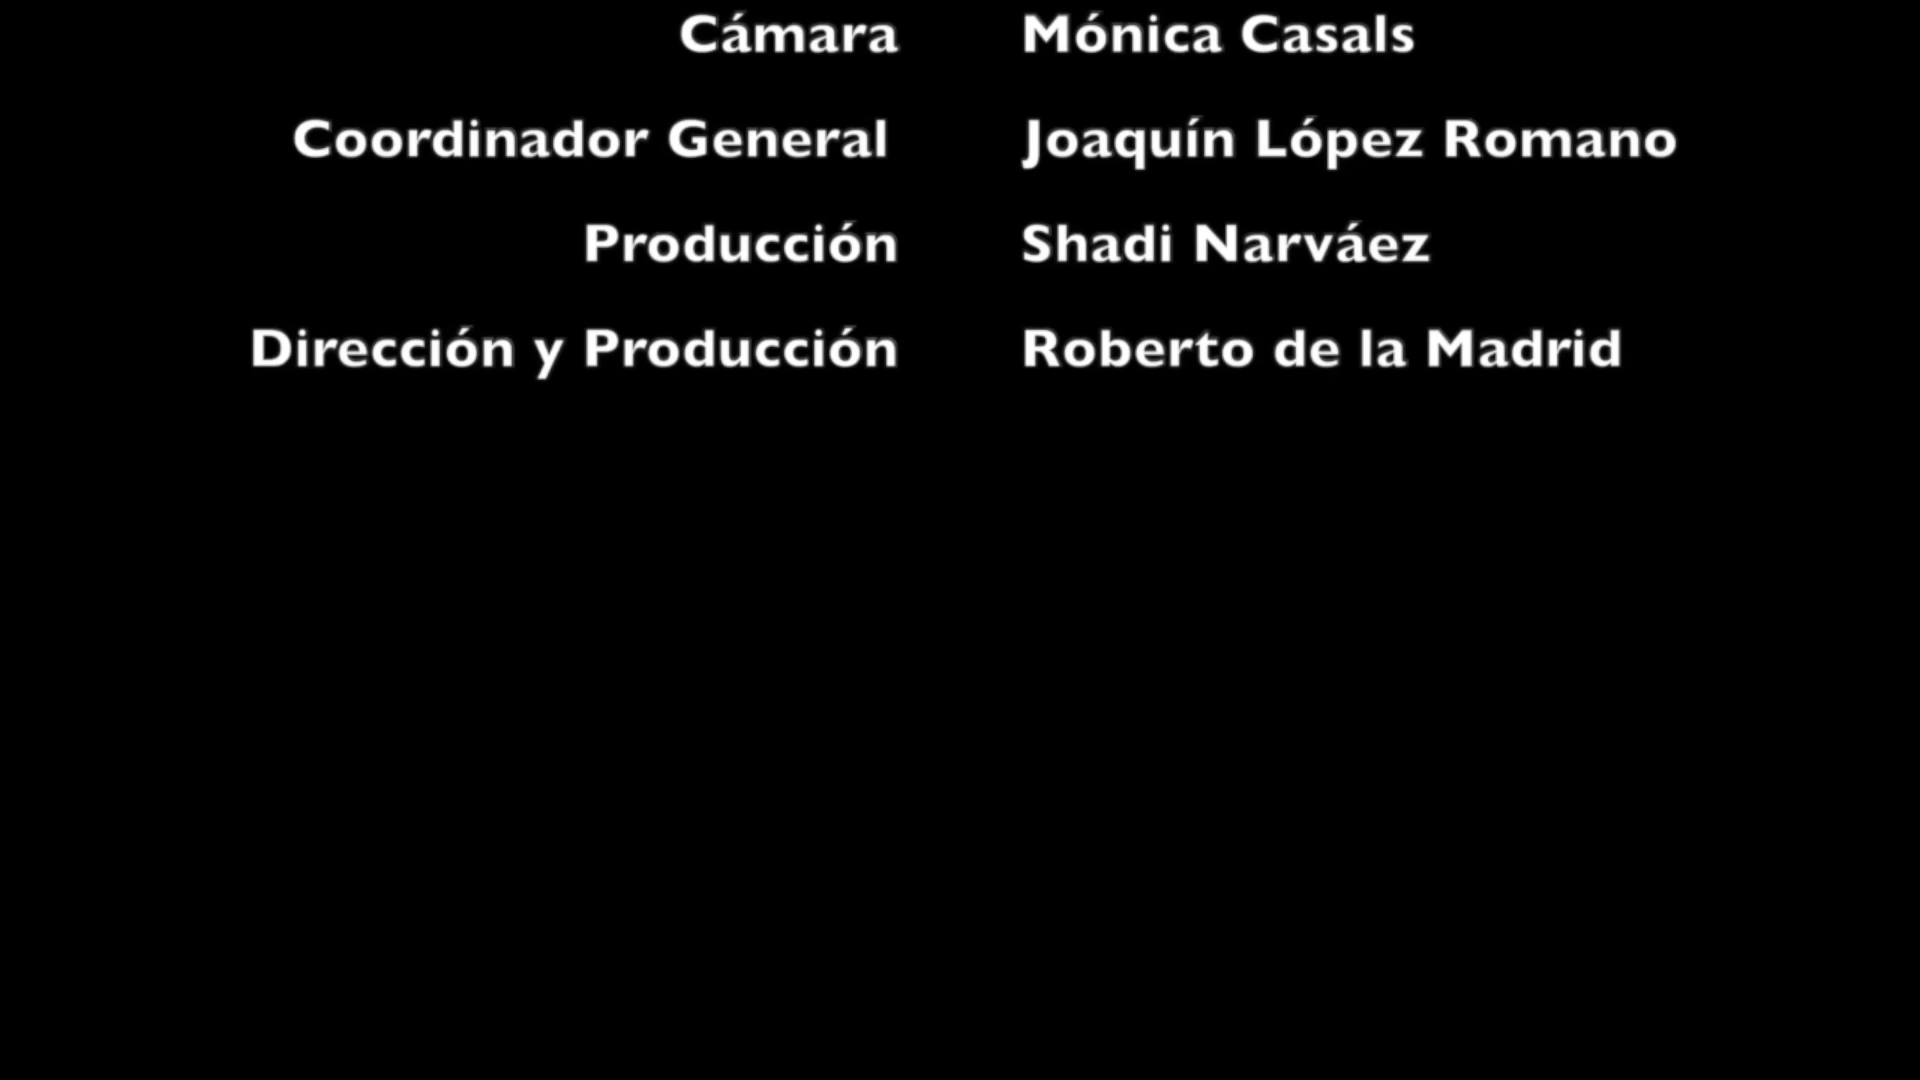 Cámara Mónica Casals
Coordinador General Joaquín López Romano
Producción Shadi Narváez
Dirección y Producción Roberto de la Madrid